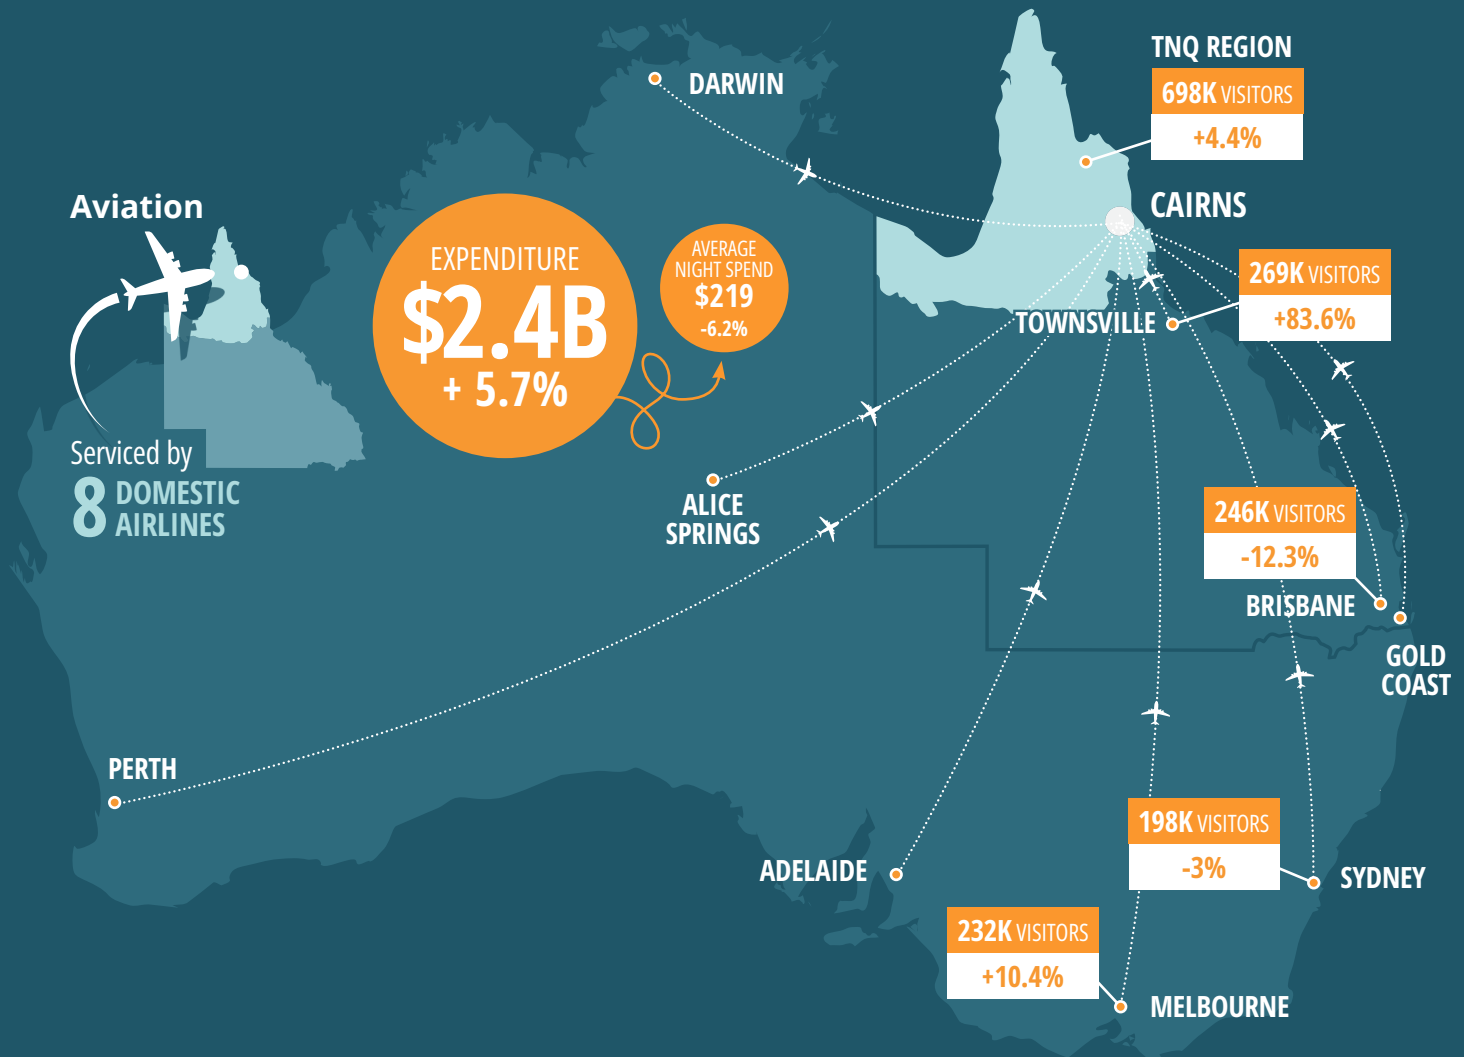 TNQ REGION
698K VISITORS
+4.4%
DARWIN
CAIRNS
Aviation
EXPENDITURE
$2.4B
+ 5.7%
AVERAGE
NIGHT SPEND
$219
-6.2%
269K VISITORS
+83.6%
TOWNSVILLE
Serviced by
8 DOMESTIC
AIRLINES
ALICE
SPRINGS
246K VISITORS
-12.3%
BRISBANE
GOLD
COAST
PERTH
198K VISITORS
-3%
ADELAIDE
SYDNEY
232K VISITORS
+10.4%
MELBOURNE